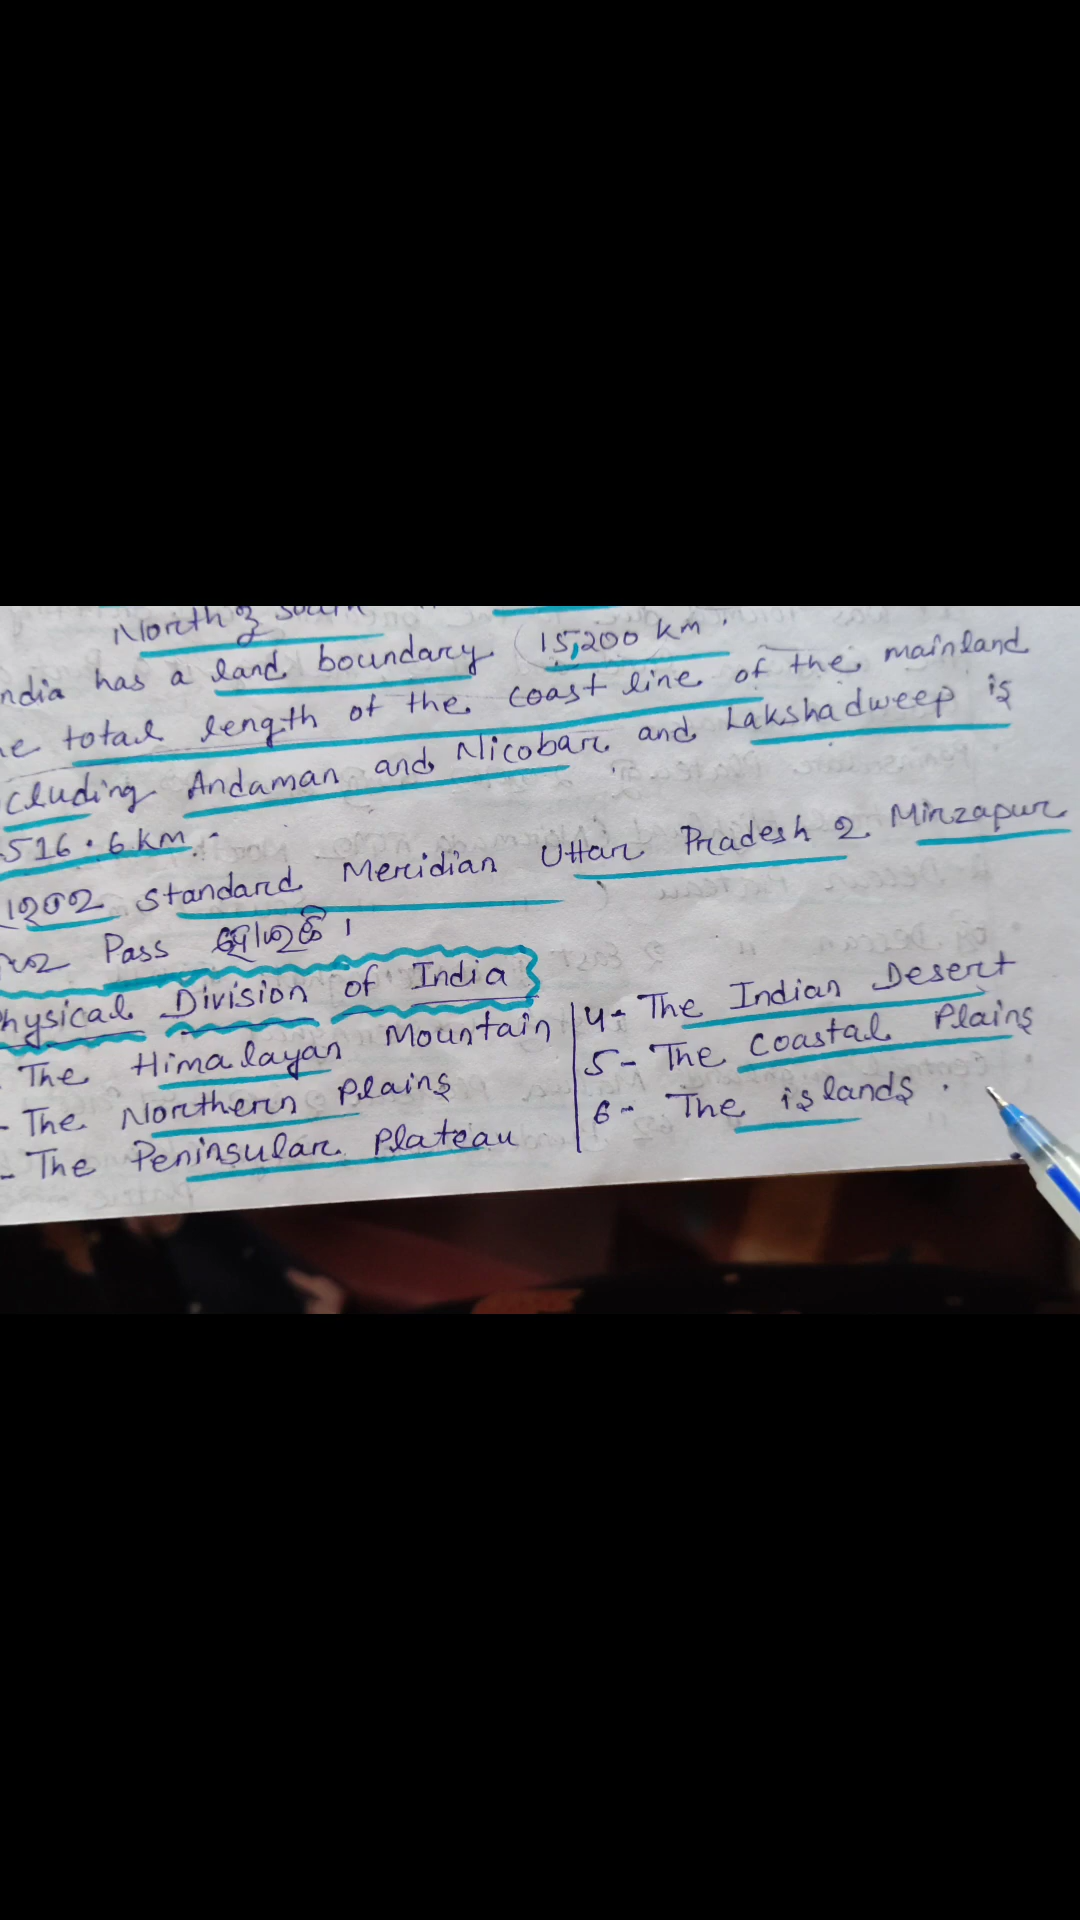 North ଓ South
ndia has a land boundary 15,200 km.
e total length of the coast line of the mainland
cluding Andaman and Nicobar and Lakshadweep is
516.6 km.
standard Meridian Uttar Pradesh ର Mirzapur
Pass ହୋଇଛି ।
hysical Division of India
The Himalayan Mountain
- The Northern Plains
- The Peninsular Plateau
4- The Indian Desert
5- The Coastal Plains
6- The islands.